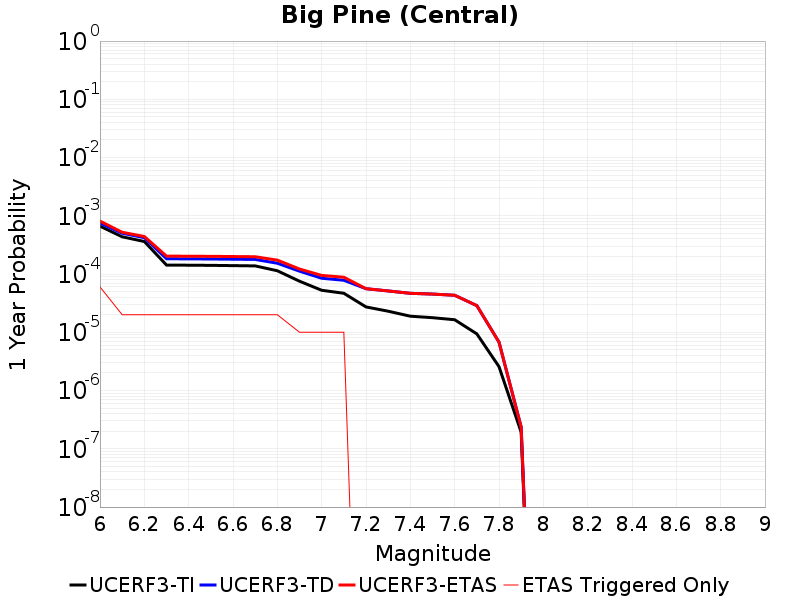 Big Pine (Central)
1 Year Probability
10^0
10^-1
10^-2
10^-3
10^-4
10^-5
10^-6
10^-7
10^-8
6 6.2 6.4 6.6 6.8 7 7.2 7.4 7.6 7.8 8 8.2 8.4 8.6 8.8 9
Magnitude
UCERF3-TI UCERF3-TD UCERF3-ETAS ETAS Triggered Only